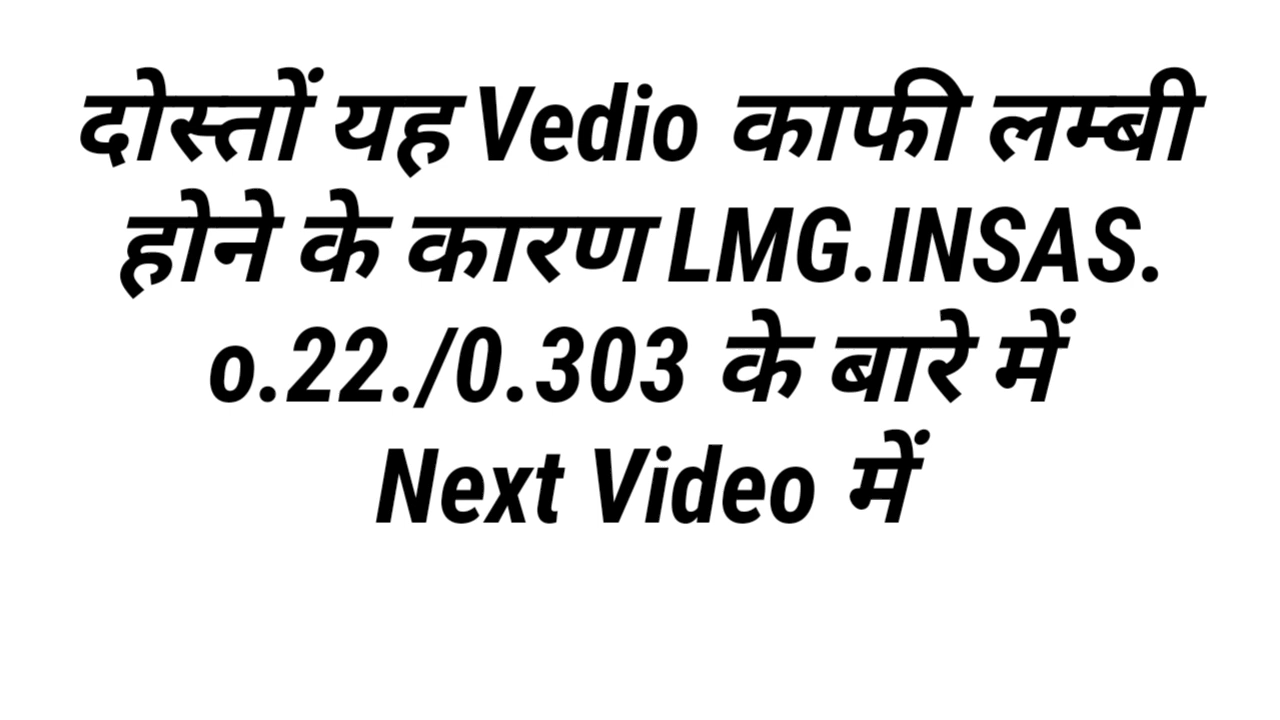 दोस्तों यह Vedio काफी लम्बी
होने के कारण LMG.INSAS.
o.22./0.303 के बारे में
Next Video में